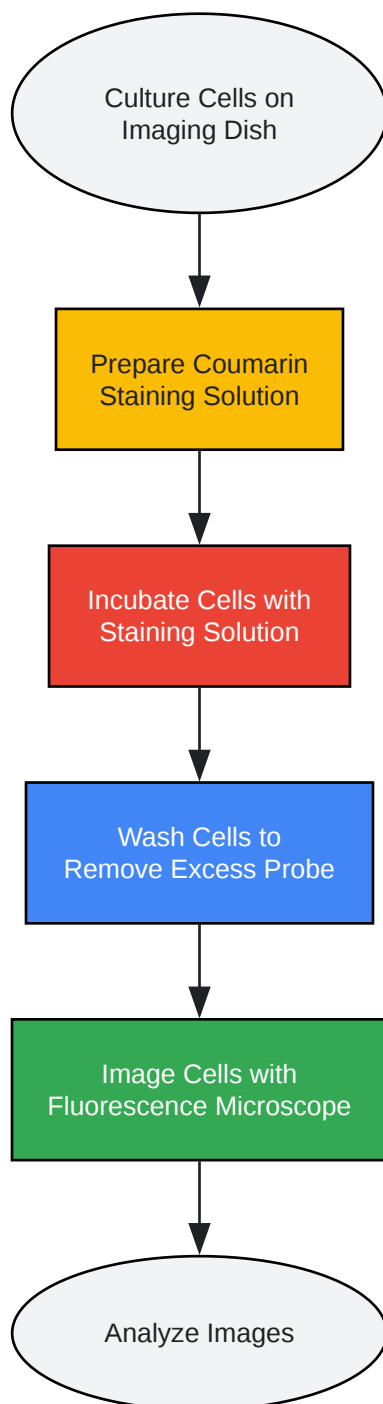 Culture Cells on
Imaging Dish
Prepare Coumarin
Staining Solution
Incubate Cells with
Staining Solution
Wash Cells to
Remove Excess Probe
Image Cells with
Fluorescence Microscope
Analyze Images